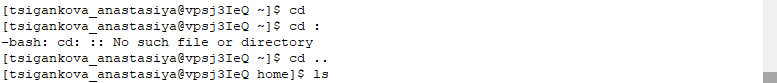 [tsigankova_anastasiya@vpsj3IeQ ~]$ cd
[tsigankova_anastasiya@vpsj3IeQ ~]$ cd :
-bash: cd: :: No such file or directory
[tsigankova_anastasiya@vpsj3IeQ ~]$ cd ..
[tsigankova_anastasiya@vpsj3IeQ home]$ ls